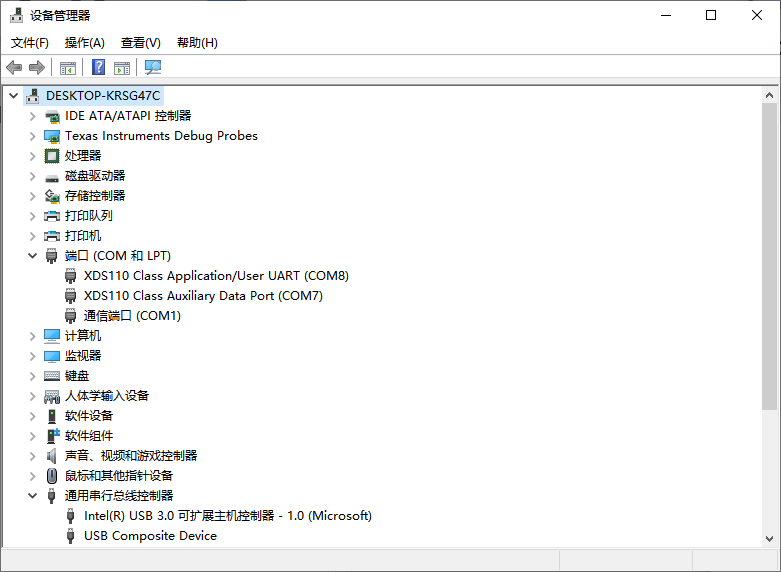 设备管理器
文件(F) 操作(A) 查看(V) 帮助(H)
DESKTOP-KRSG47C
IDE ATA/ATAPI 控制器
Texas Instruments Debug Probes
处理器
磁盘驱动器
存储控制器
打印队列
打印机
端口 (COM 和 LPT)
XDS110 Class Application/User UART (COM8)
XDS110 Class Auxiliary Data Port (COM7)
通信端口 (COM1)
计算机
监视器
键盘
人体学输入设备
软件设备
软件组件
声音、视频和游戏控制器
鼠标和其他指针设备
通用串行总线控制器
Intel(R) USB 3.0 可扩展主机控制器 - 1.0 (Microsoft)
USB Composite Device